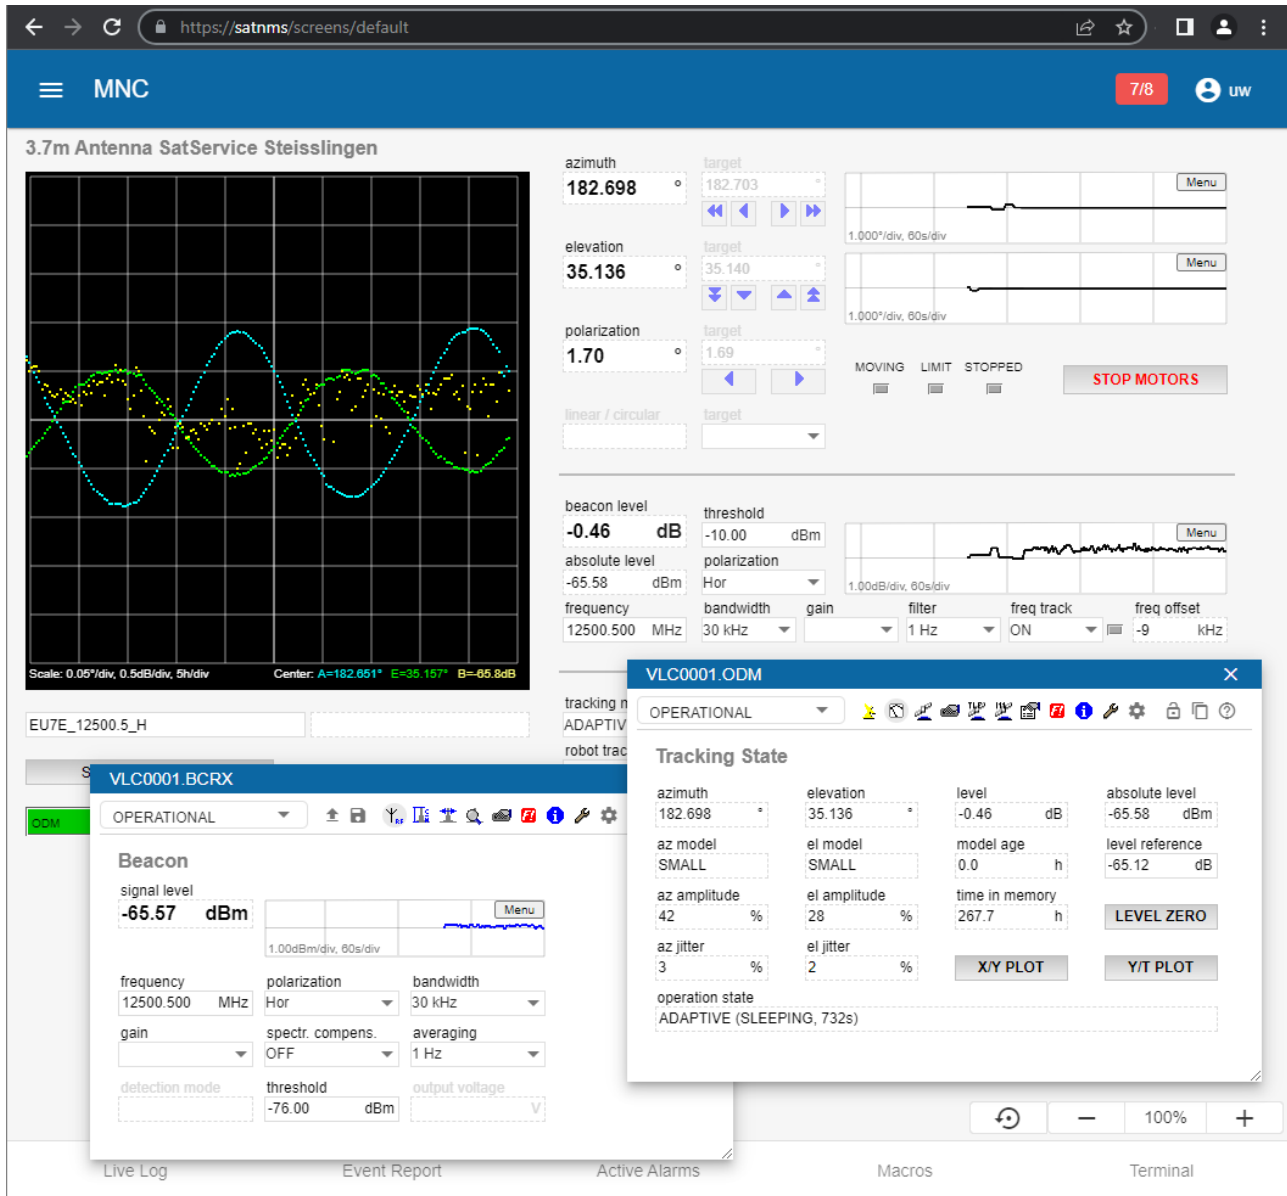 https://satnms/screens/default
MNC
7/8
uw
3.7m Antenna SatService Steisslingen
azimuth
target
182.698 °
182.703 °
Menu
1.000°/div, 60s/div
elevation
target
35.136 °
35.140 °
Menu
1.000°/div, 60s/div
polarization
target
1.70 °
1.69 °
MOVING LIMIT STOPPED
STOP MOTORS
linear / circular
target
Scale: 0.05°/div, 0.5dB/div, 5h/div
Center: A=182.651° E=35.157° B=-65.8dB
beacon level
threshold
-0.46 dB
-10.00 dBm
Menu
absolute level
polarization
-65.58 dBm
Hor
1.00dB/div, 60s/div
frequency
bandwidth
gain
filter
freq track
freq offset
12500.500 MHz
30 kHz
1 Hz
ON
-9 kHz
EU7E_12500.5_H
tracking m
ADAPTIV
robot trac
S
ODM
VLC0001.ODM
OPERATIONAL
Tracking State
azimuth
elevation
level
absolute level
182.698 °
35.136 °
-0.46 dB
-65.58 dBm
az model
el model
model age
level reference
SMALL
SMALL
0.0 h
-65.12 dB
az amplitude
el amplitude
time in memory
42 %
28 %
267.7 h
LEVEL ZERO
az jitter
el jitter
3 %
2 %
X/Y PLOT
Y/T PLOT
operation state
ADAPTIVE (SLEEPING, 732s)
VLC0001.BCRX
OPERATIONAL
Beacon
signal level
-65.57 dBm
Menu
1.00dBm/div, 60s/div
frequency
polarization
bandwidth
12500.500 MHz
Hor
30 kHz
gain
spectr. compens.
averaging
OFF
1 Hz
detection mode
threshold
output voltage
-76.00 dBm
V
100%
Live Log
Event Report
Active Alarms
Macros
Terminal